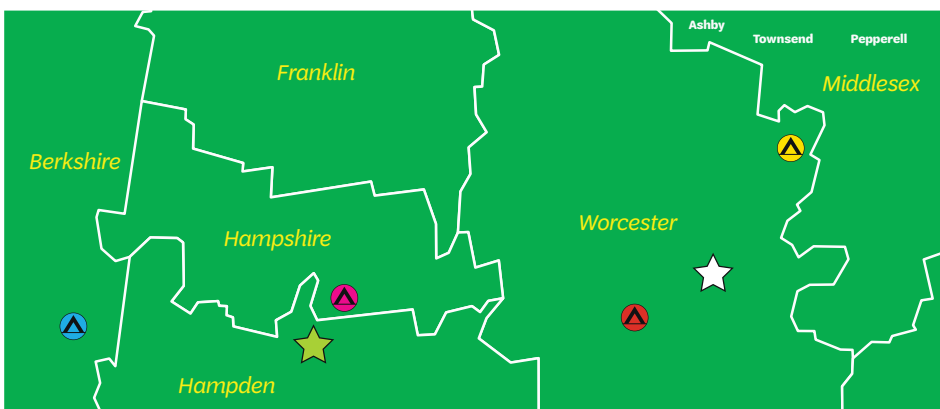 Ashby
Townsend
Pepperell
Franklin
Middlesex
Berkshire
Worcester
Hampshire
Hampden